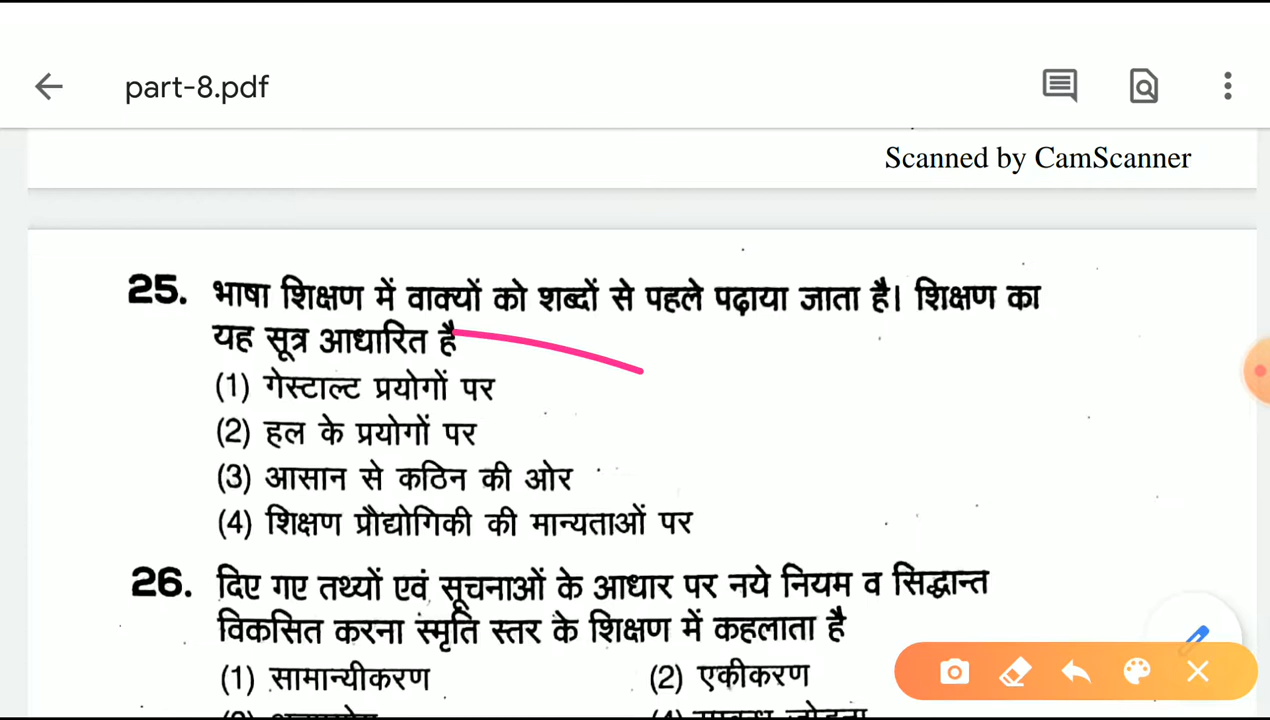 part-8.pdf
Scanned by CamScanner
25. भाषा शिक्षण में वाक्यों को शब्दों से पहले पढ़ाया जाता है। शिक्षण का
यह सूत्र आधारित है
(1) गेस्टाल्ट प्रयोगों पर
(2) हल के प्रयोगों पर
(3) आसान से कठिन की ओर
(4) शिक्षण प्रौद्योगिकी की मान्यताओं पर
26. दिए गए तथ्यों एवं सूचनाओं के आधार पर नये नियम व सिद्धान्त
विकसित करना स्मृति स्तर के शिक्षण में कहलाता है
(1) सामान्यीकरण (2) एकीकरण